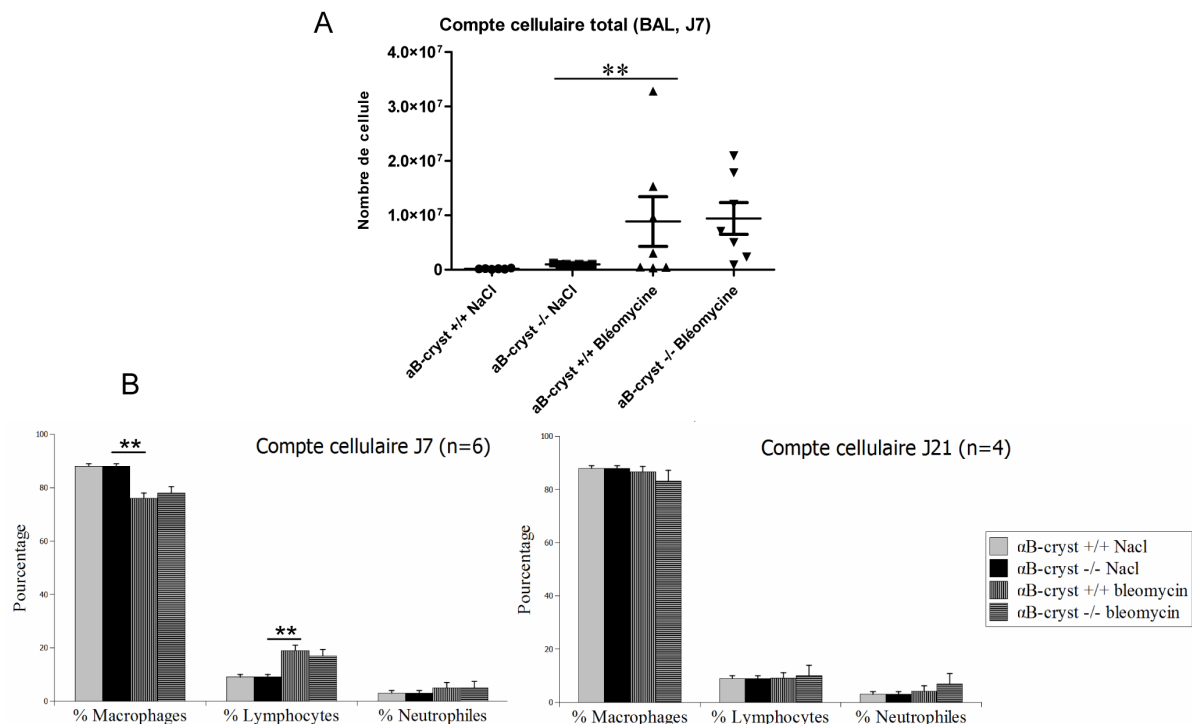 A
Compte cellulaire total (BAL, J7)
Nombre de cellule
4.0×10⁷
3.0×10⁷
2.0×10⁷
1.0×10⁷
0
**
aB-cryst +/+ NaCl
aB-cryst -/- NaCl
aB-cryst +/+ Bléomycine
aB-cryst -/- Bléomycine
B
Compte cellulaire J7 (n=6)
Pourcentage
100
80
60
40
20
0
**
**
% Macrophages
% Lymphocytes
% Neutrophiles
Compte cellulaire J21 (n=4)
Pourcentage
100
80
60
40
20
0
% Macrophages
% Lymphocytes
% Neutrophiles
αB-cryst +/+ Nacl
αB-cryst -/- Nacl
αB-cryst +/+ bleomycin
αB-cryst -/- bleomycin